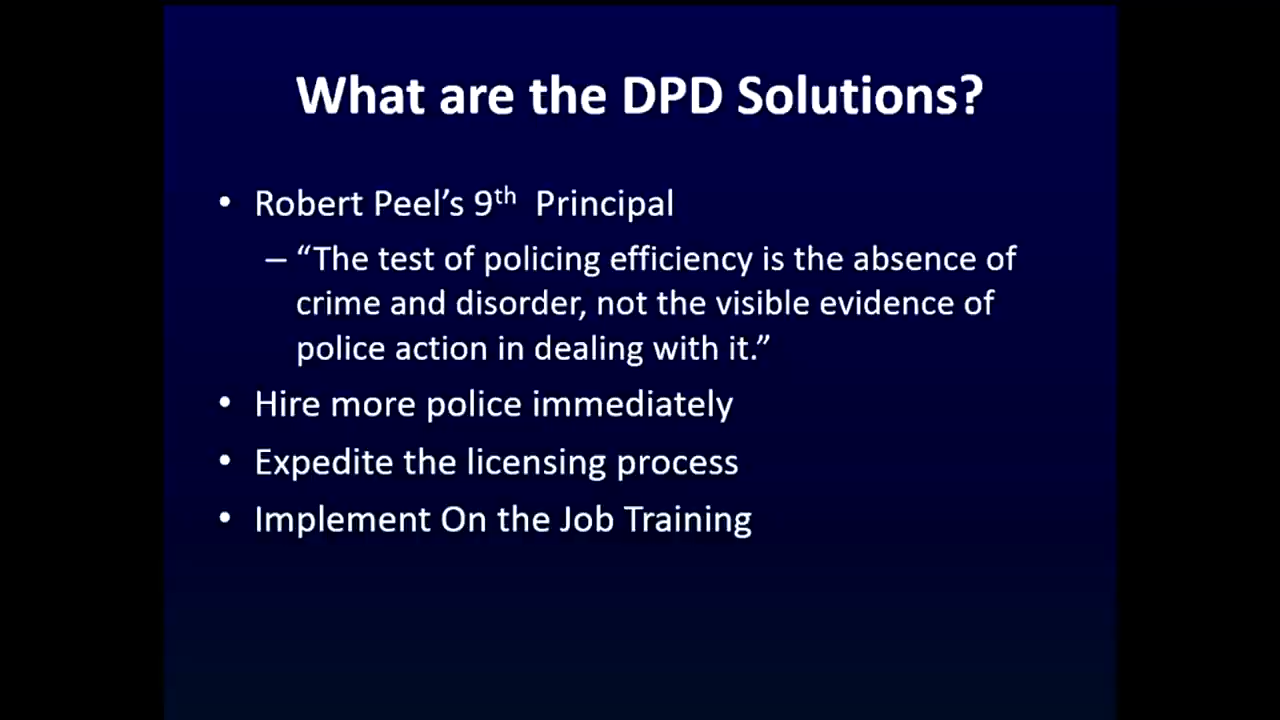 What are the DPD Solutions?
• Robert Peel’s 9th Principal
– “The test of policing efficiency is the absence of
crime and disorder, not the visible evidence of
police action in dealing with it.”
• Hire more police immediately
• Expedite the licensing process
• Implement On the Job Training